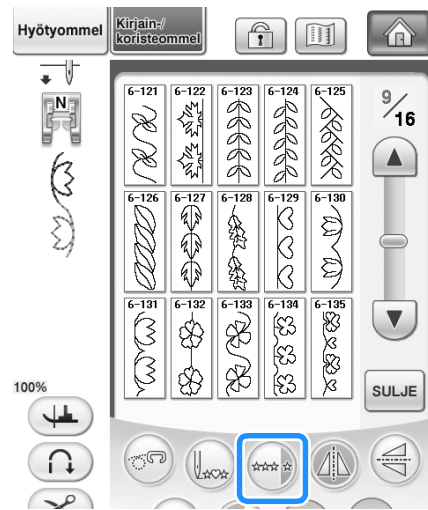 Hyötyommel
Kirjain-/
koristeommel
N
6-121 6-122 6-123 6-124 6-125
9/16
6-126 6-127 6-128 6-129 6-130
6-131 6-132 6-133 6-134 6-135
100%
SULJE